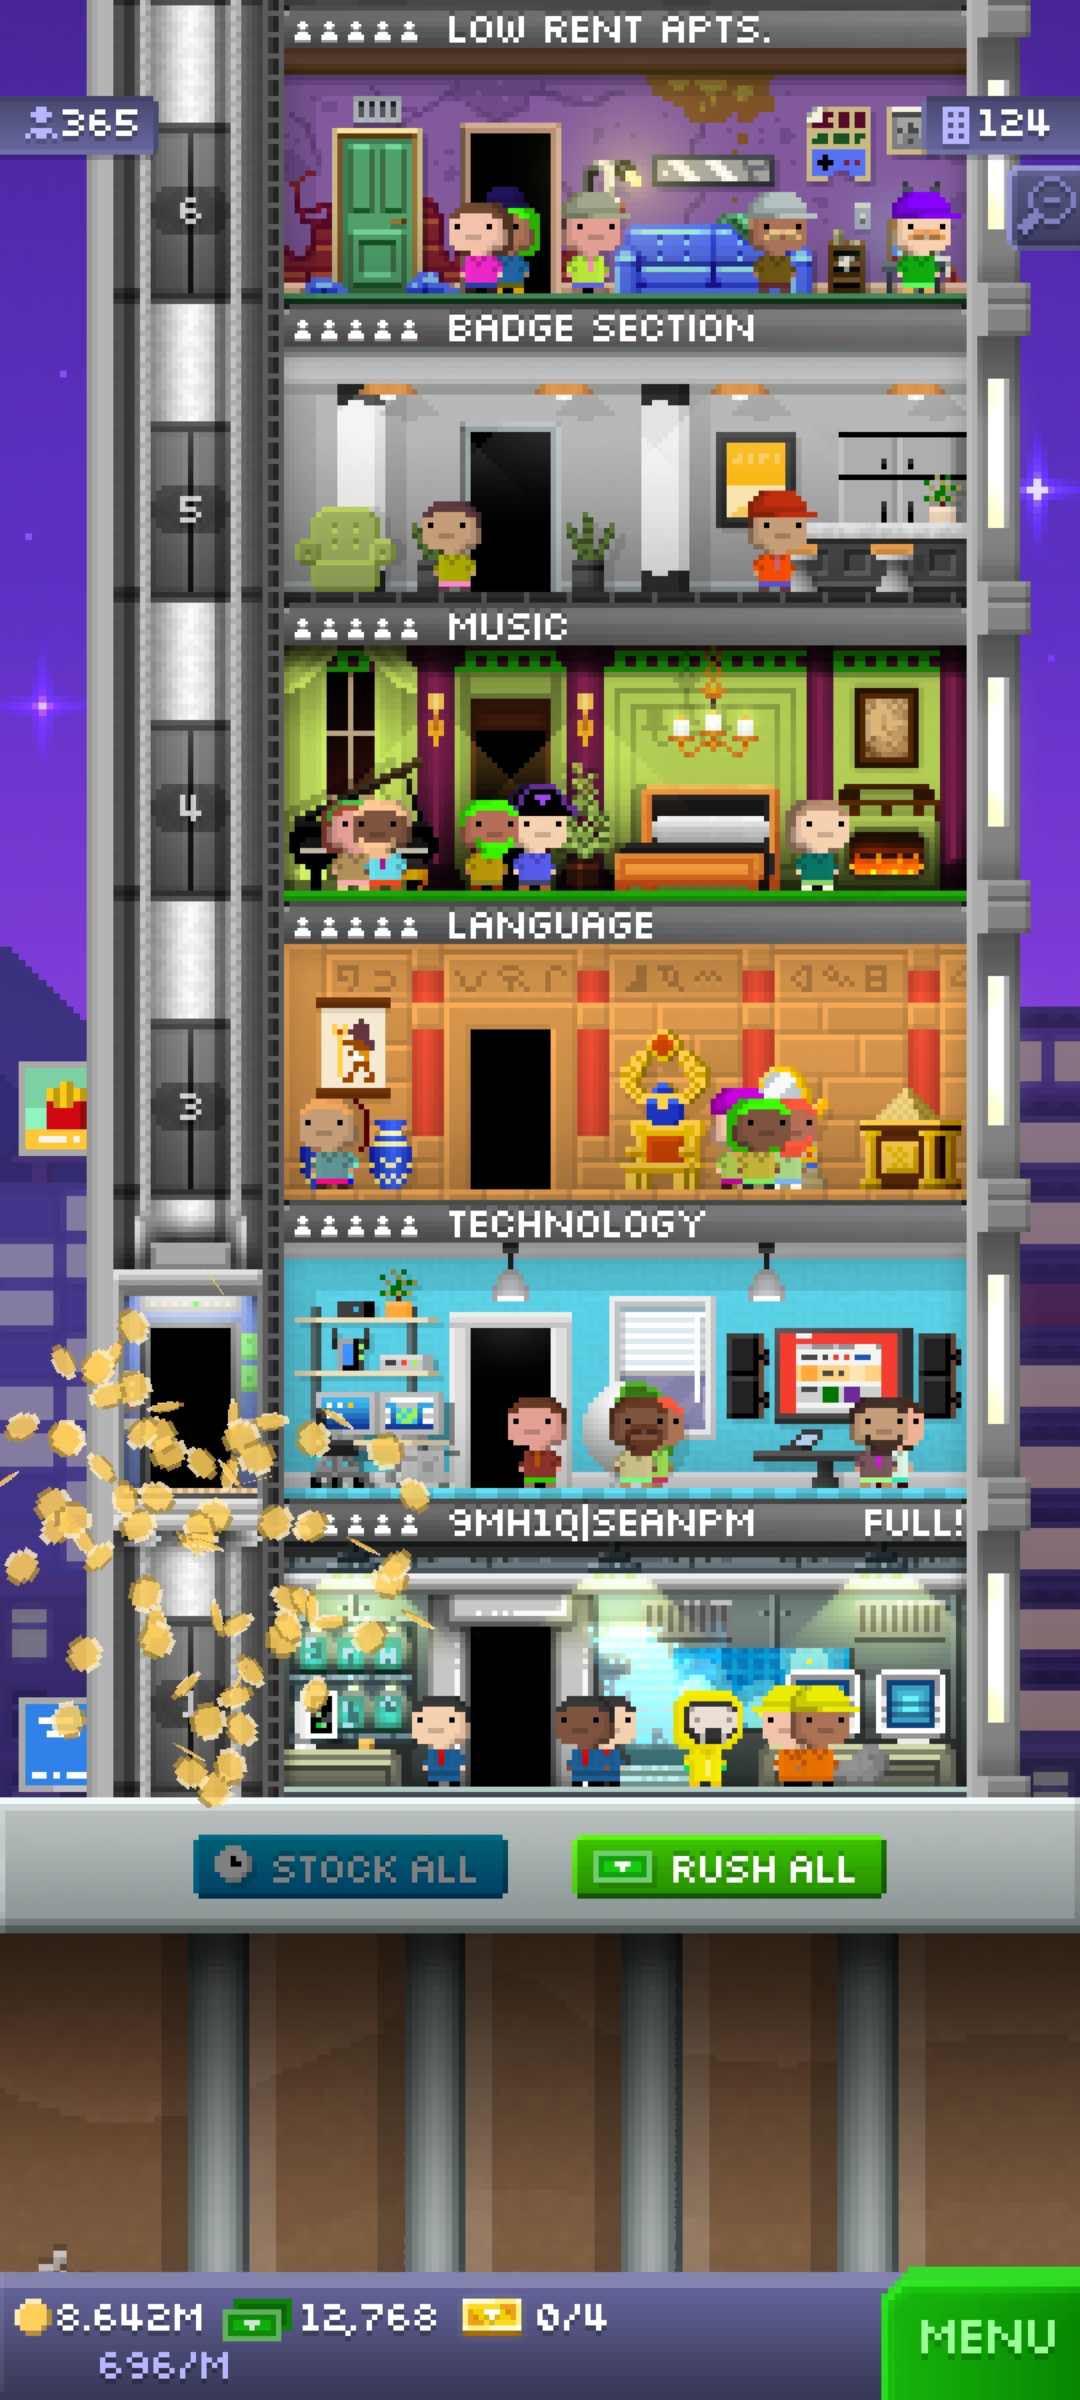 LOW RENT APTS.
365
124
6
BADGE SECTION
5
MUSIC
4
LANGUAGE
3
TECHNOLOGY
9MH1Q|SEANPM FULL!
1
STOCK ALL
RUSH ALL
8.642M 12,768 0/4
696/M
MENU